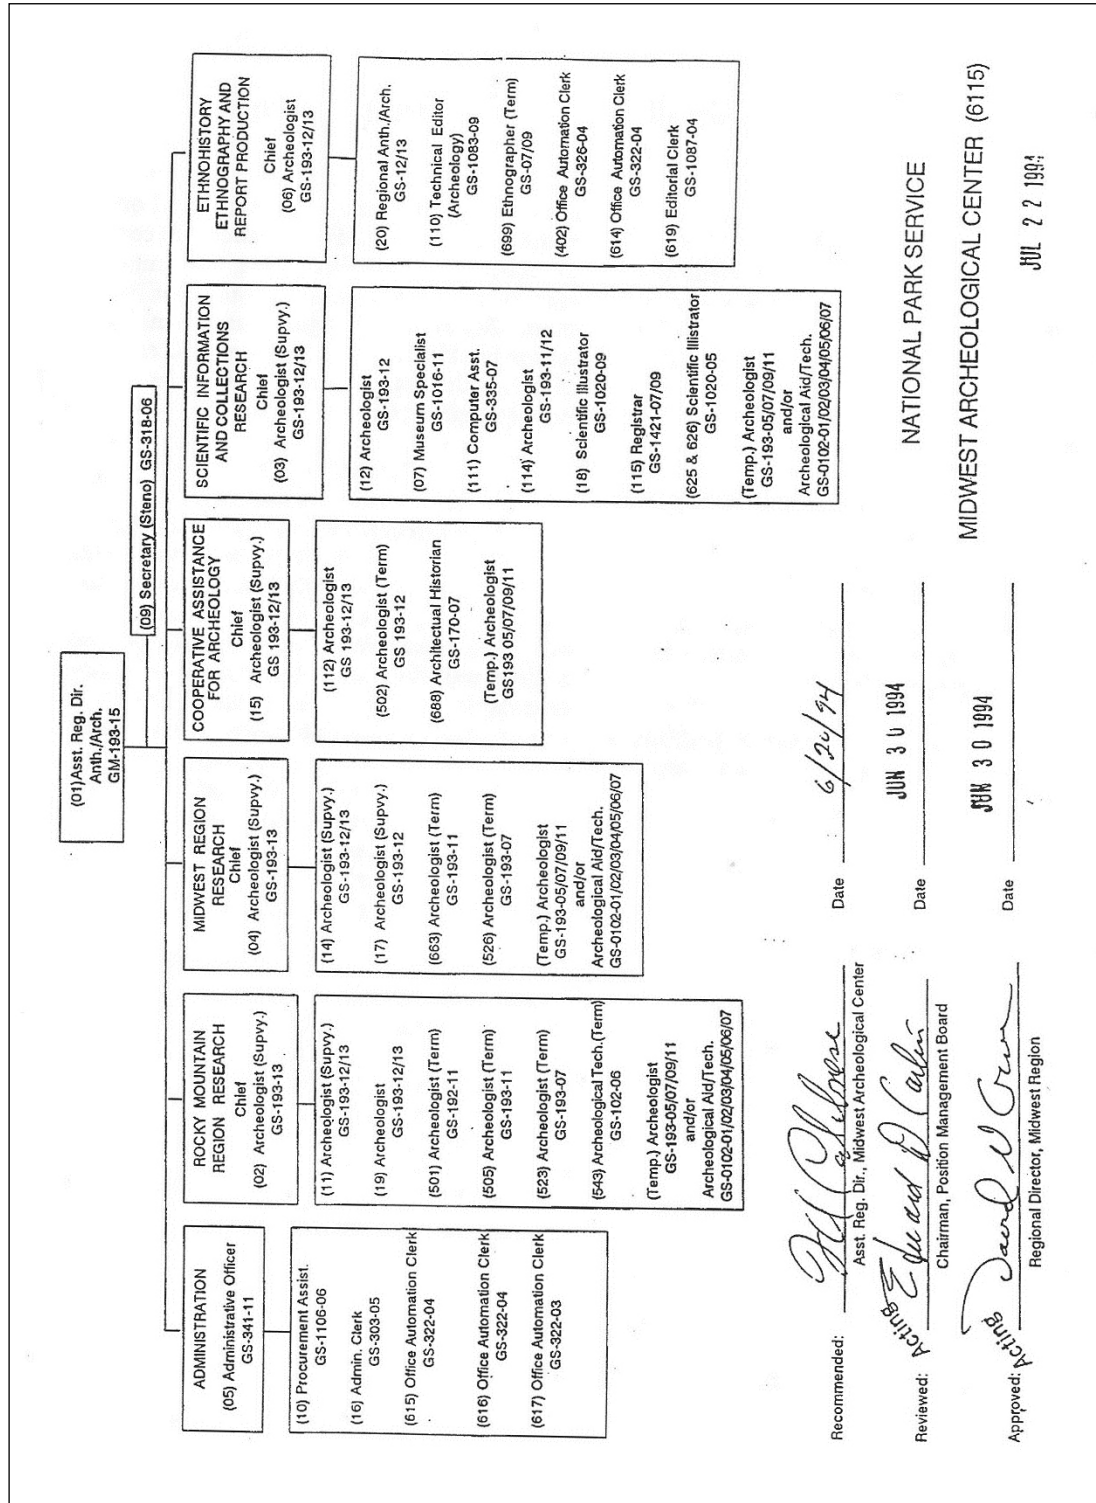 (01)Asst. Reg. Dir.
Anth./Arch.
GM-193-15
(09) Secretary (Steno) GS-318-06
ADMINISTRATION
(05) Administrative Officer
GS-341-11
(10) Procurement Assist.
GS-1106-06
(16) Admin. Clerk
GS-303-05
(615) Office Automation Clerk
GS-322-04
(616) Office Automation Clerk
GS-322-04
(617) Office Automation Clerk
GS-322-03
ROCKY MOUNTAIN
REGION RESEARCH
Chief
(02) Archeologist (Supvy.)
GS-193-13
(11) Archeologist (Supvy.)
GS-193-12/13
(19) Archeologist
GS-193-12/13
(501) Archeologist (Term)
GS-192-11
(505) Archeologist (Term)
GS-193-11
(523) Archeologist (Term)
GS-193-07
(543) Archeological Tech.(Term)
GS-102-06
(Temp.) Archeologist
GS-193-05/07/09/11
and/or
Archeological Aid/Tech.
GS-0102-01/02/03/04/05/06/07
MIDWEST REGION
RESEARCH
Chief
(04) Archeologist (Supvy.)
GS-193-13
(14) Archeologist (Supvy.)
GS-193-12/13
(17) Archeologist (Supvy.)
GS-193-12
(663) Archeologist (Term)
GS-193-11
(526) Archeologist (Term)
GS-193-07
(Temp.) Archeologist
GS-193-05/07/09/11
and/or
Archeological Aid/Tech.
GS-0102-01/02/03/04/05/06/07
COOPERATIVE ASSISTANCE
FOR ARCHEOLOGY
Chief
(15) Archeologist (Supvy.)
GS 193-12/13
(112) Archeologist
GS 193-12/13
(502) Archeologist (Term)
GS 193-12
(688) Architectural Historian
GS-170-07
(Temp.) Archeologist
GS193 05/07/09/11
SCIENTIFIC INFORMATION
AND COLLECTIONS
RESEARCH
Chief
(03) Archeologist (Supvy.)
GS-193-12/13
(12) Archeologist
GS-193-12
(07) Museum Specialist
GS-1016-11
(111) Computer Asst.
GS-335-07
(114) Archeologist
GS-193-11/12
(18) Scientific Illustrator
GS-1020-09
(115) Registrar
GS-1421-07/09
(625 & 626) Scientific Illistrator
GS-1020-05
(Temp.) Archeologist
GS-193-05/07/09/11
and/or
Archeological Aid/Tech.
GS-0102-01/02/03/04/05/06/07
ETHNOHISTORY
ETHNOGRAPHY AND
REPORT PRODUCTION
Chief
(06) Archeologist
GS-193-12/13
(20) Regional Anth./Arch.
GS-12/13
(110) Technical Editor
(Archeology)
GS-1083-09
(699) Ethnographer (Term)
GS-07/09
(402) Office Automation Clerk
GS-326-04
(614) Office Automation Clerk
GS-322-04
(619) Editorial Clerk
GS-1087-04
Recommended: Date
Asst. Reg. Dir., Midwest Archeological Center
Reviewed: Acting Edward D. Carlin Date JUN 30 1994
Chairman, Position Management Board
Approved: Acting David N. Date JUN 30 1994
Regional Director, Midwest Region
NATIONAL PARK SERVICE
MIDWEST ARCHEOLOGICAL CENTER (6115)
JUL 22 1994